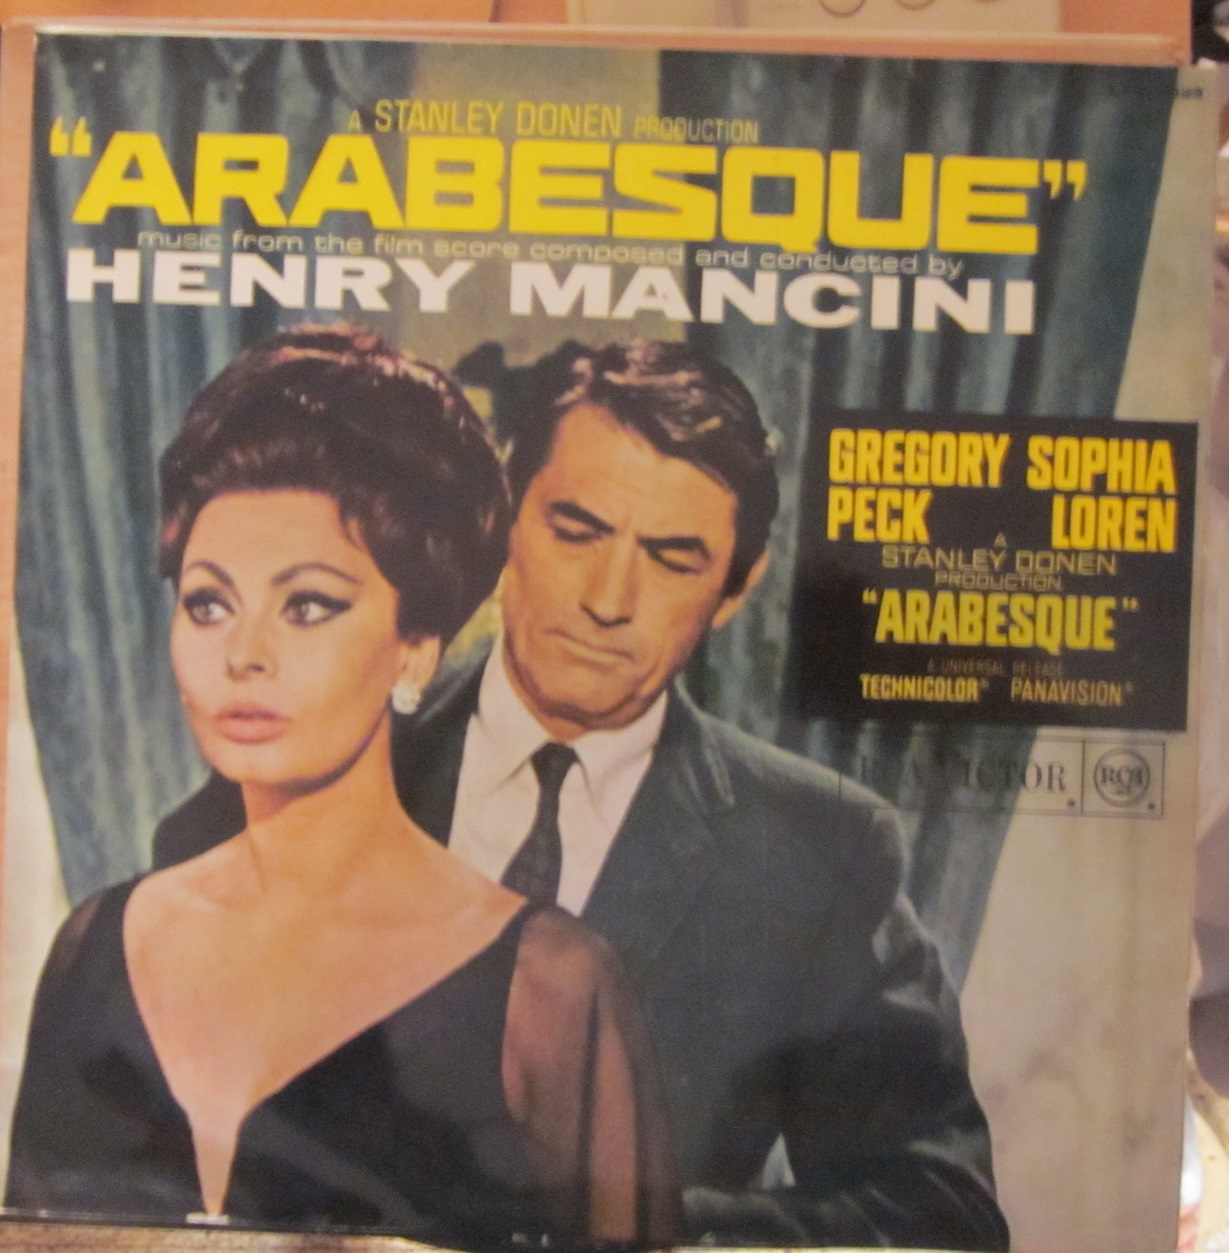 A STANLEY DONEN PRODUCTION
“ARABESQUE”
music from the film score composed and conducted by
HENRY MANCINI
GREGORY PECK
SOPHIA LOREN
A
STANLEY DONEN
PRODUCTION
“ARABESQUE”
A UNIVERSAL RELEASE
TECHNICOLOR® PANAVISION®
RCA VICTOR
RCA